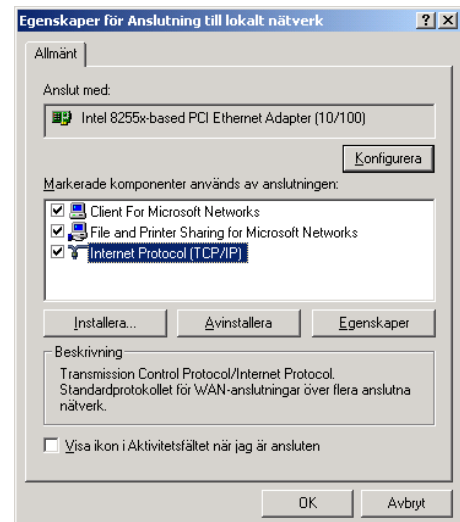 Egenskaper för Anslutning till lokalt nätverk
Allmänt
Anslut med:
Intel 8255x-based PCI Ethernet Adapter (10/100)
Konfigurera
Markerade komponenter används av anslutningen:
Client For Microsoft Networks
File and Printer Sharing for Microsoft Networks
Internet Protocol (TCP/IP)
Installera... Avinstallera Egenskaper
Beskrivning
Transmission Control Protocol/Internet Protocol.
Standardprotokollet för WAN-anslutningar över flera anslutna
nätverk.
Visa ikon i Aktivitetsfältet när jag är ansluten
OK Avbryt